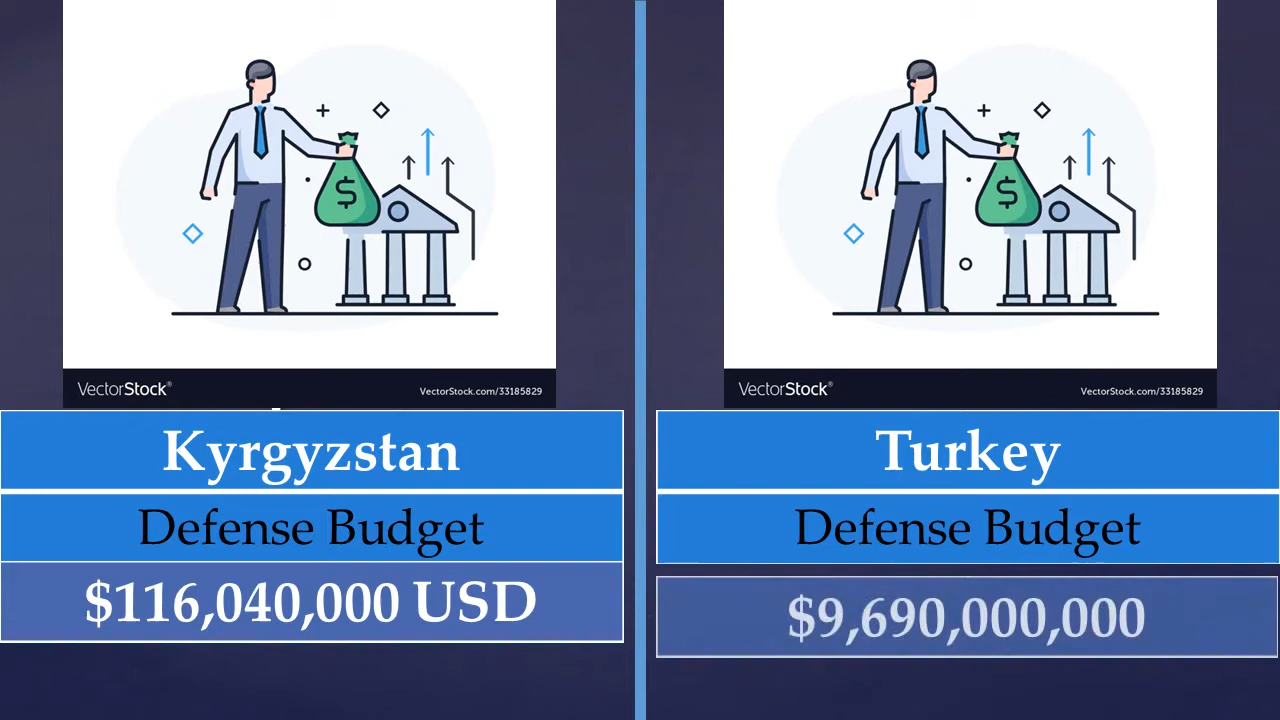 $
VectorStock®
VectorStock.com/33185829
Kyrgyzstan
Defense Budget
$116,040,000 USD
$
VectorStock®
VectorStock.com/33185829
Turkey
Defense Budget
$9,690,000,000